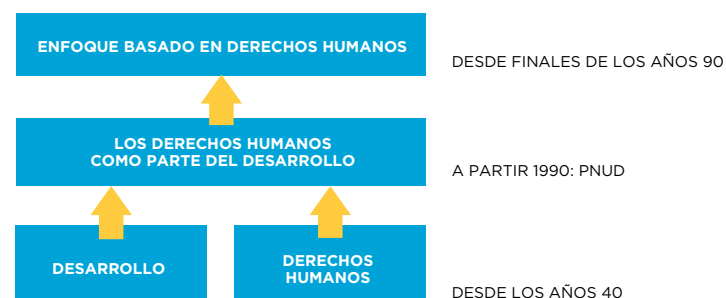 ENFOQUE BASADO EN DERECHOS HUMANOS
DESDE FINALES DE LOS AÑOS 90
LOS DERECHOS HUMANOS
COMO PARTE DEL DESARROLLO
A PARTIR 1990: PNUD
DESARROLLO
DERECHOS
HUMANOS
DESDE LOS AÑOS 40